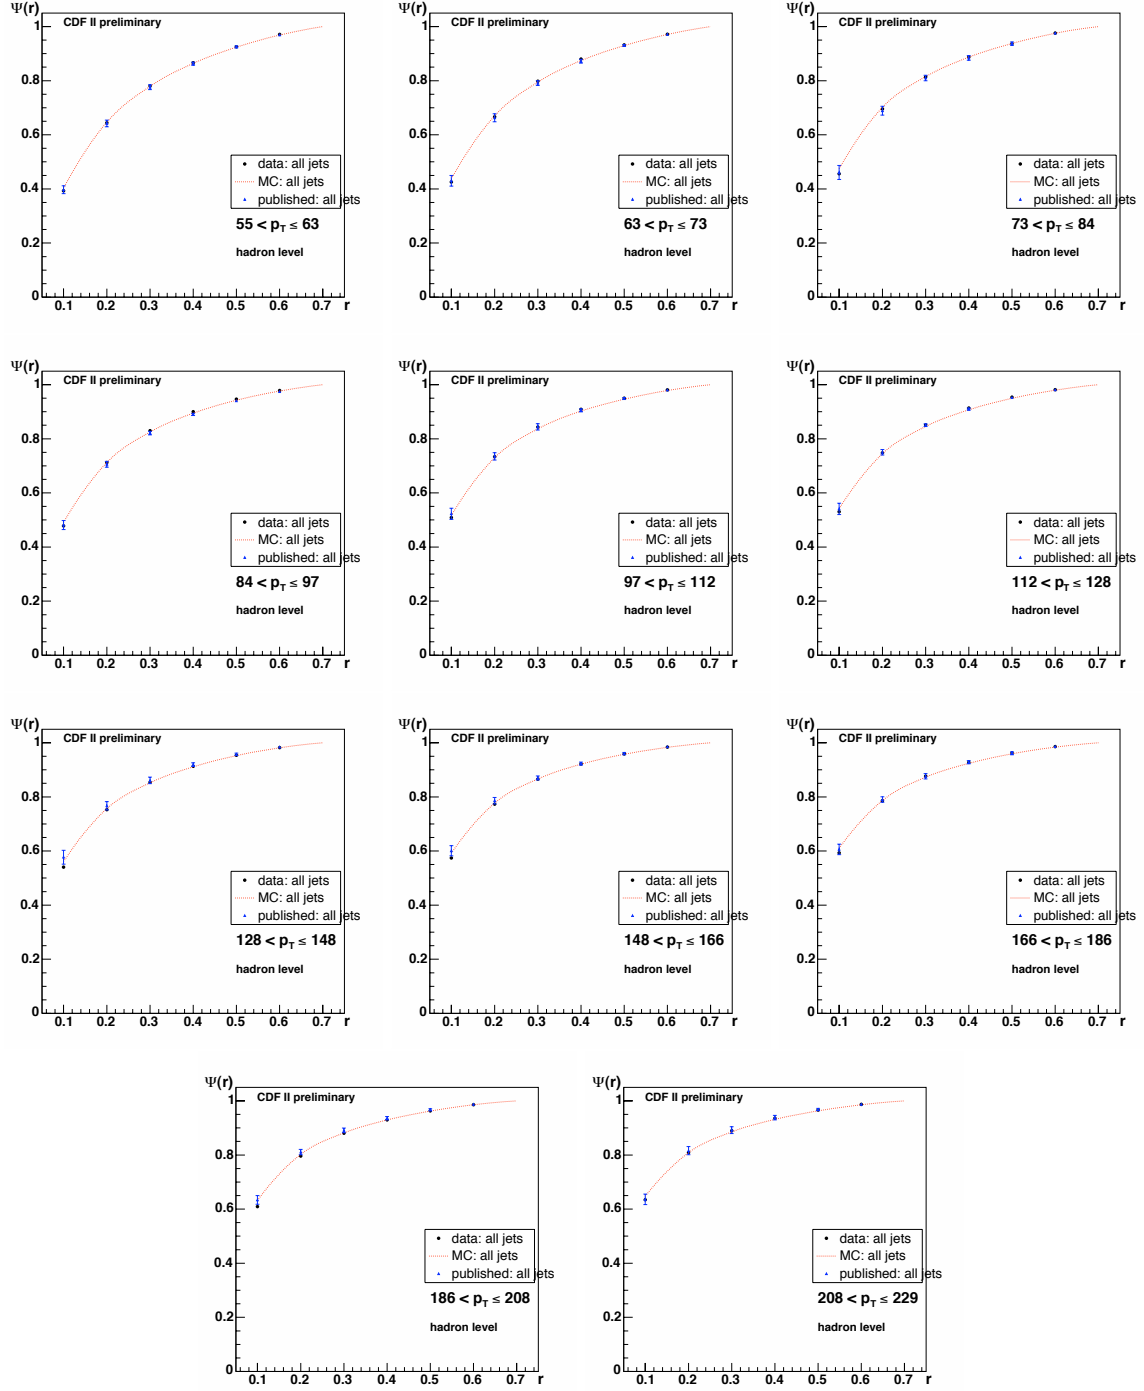 Ψ(r)
CDF II preliminary
1
0.8
0.6
0.4
0.2
0
data: all jets
MC: all jets
published: all jets
55 < pT ≤ 63
hadron level
0.1 0.2 0.3 0.4 0.5 0.6 0.7 r
Ψ(r)
CDF II preliminary
1
0.8
0.6
0.4
0.2
0
data: all jets
MC: all jets
published: all jets
63 < pT ≤ 73
hadron level
0.1 0.2 0.3 0.4 0.5 0.6 0.7 r
Ψ(r)
CDF II preliminary
1
0.8
0.6
0.4
0.2
0
data: all jets
MC: all jets
published: all jets
73 < pT ≤ 84
hadron level
0.1 0.2 0.3 0.4 0.5 0.6 0.7 r
Ψ(r)
CDF II preliminary
1
0.8
0.6
0.4
0.2
0
data: all jets
MC: all jets
published: all jets
84 < pT ≤ 97
hadron level
0.1 0.2 0.3 0.4 0.5 0.6 0.7 r
Ψ(r)
CDF II preliminary
1
0.8
0.6
0.4
0.2
0
data: all jets
MC: all jets
published: all jets
97 < pT ≤ 112
hadron level
0.1 0.2 0.3 0.4 0.5 0.6 0.7 r
Ψ(r)
CDF II preliminary
1
0.8
0.6
0.4
0.2
0
data: all jets
MC: all jets
published: all jets
112 < pT ≤ 128
hadron level
0.1 0.2 0.3 0.4 0.5 0.6 0.7 r
Ψ(r)
CDF II preliminary
1
0.8
0.6
0.4
0.2
0
data: all jets
MC: all jets
published: all jets
128 < pT ≤ 148
hadron level
0.1 0.2 0.3 0.4 0.5 0.6 0.7 r
Ψ(r)
CDF II preliminary
1
0.8
0.6
0.4
0.2
0
data: all jets
MC: all jets
published: all jets
148 < pT ≤ 166
hadron level
0.1 0.2 0.3 0.4 0.5 0.6 0.7 r
Ψ(r)
CDF II preliminary
1
0.8
0.6
0.4
0.2
0
data: all jets
MC: all jets
published: all jets
166 < pT ≤ 186
hadron level
0.1 0.2 0.3 0.4 0.5 0.6 0.7 r
Ψ(r)
CDF II preliminary
1
0.8
0.6
0.4
0.2
0
data: all jets
MC: all jets
published: all jets
186 < pT ≤ 208
hadron level
0.1 0.2 0.3 0.4 0.5 0.6 0.7 r
Ψ(r)
CDF II preliminary
1
0.8
0.6
0.4
0.2
0
data: all jets
MC: all jets
published: all jets
208 < pT ≤ 229
hadron level
0.1 0.2 0.3 0.4 0.5 0.6 0.7 r